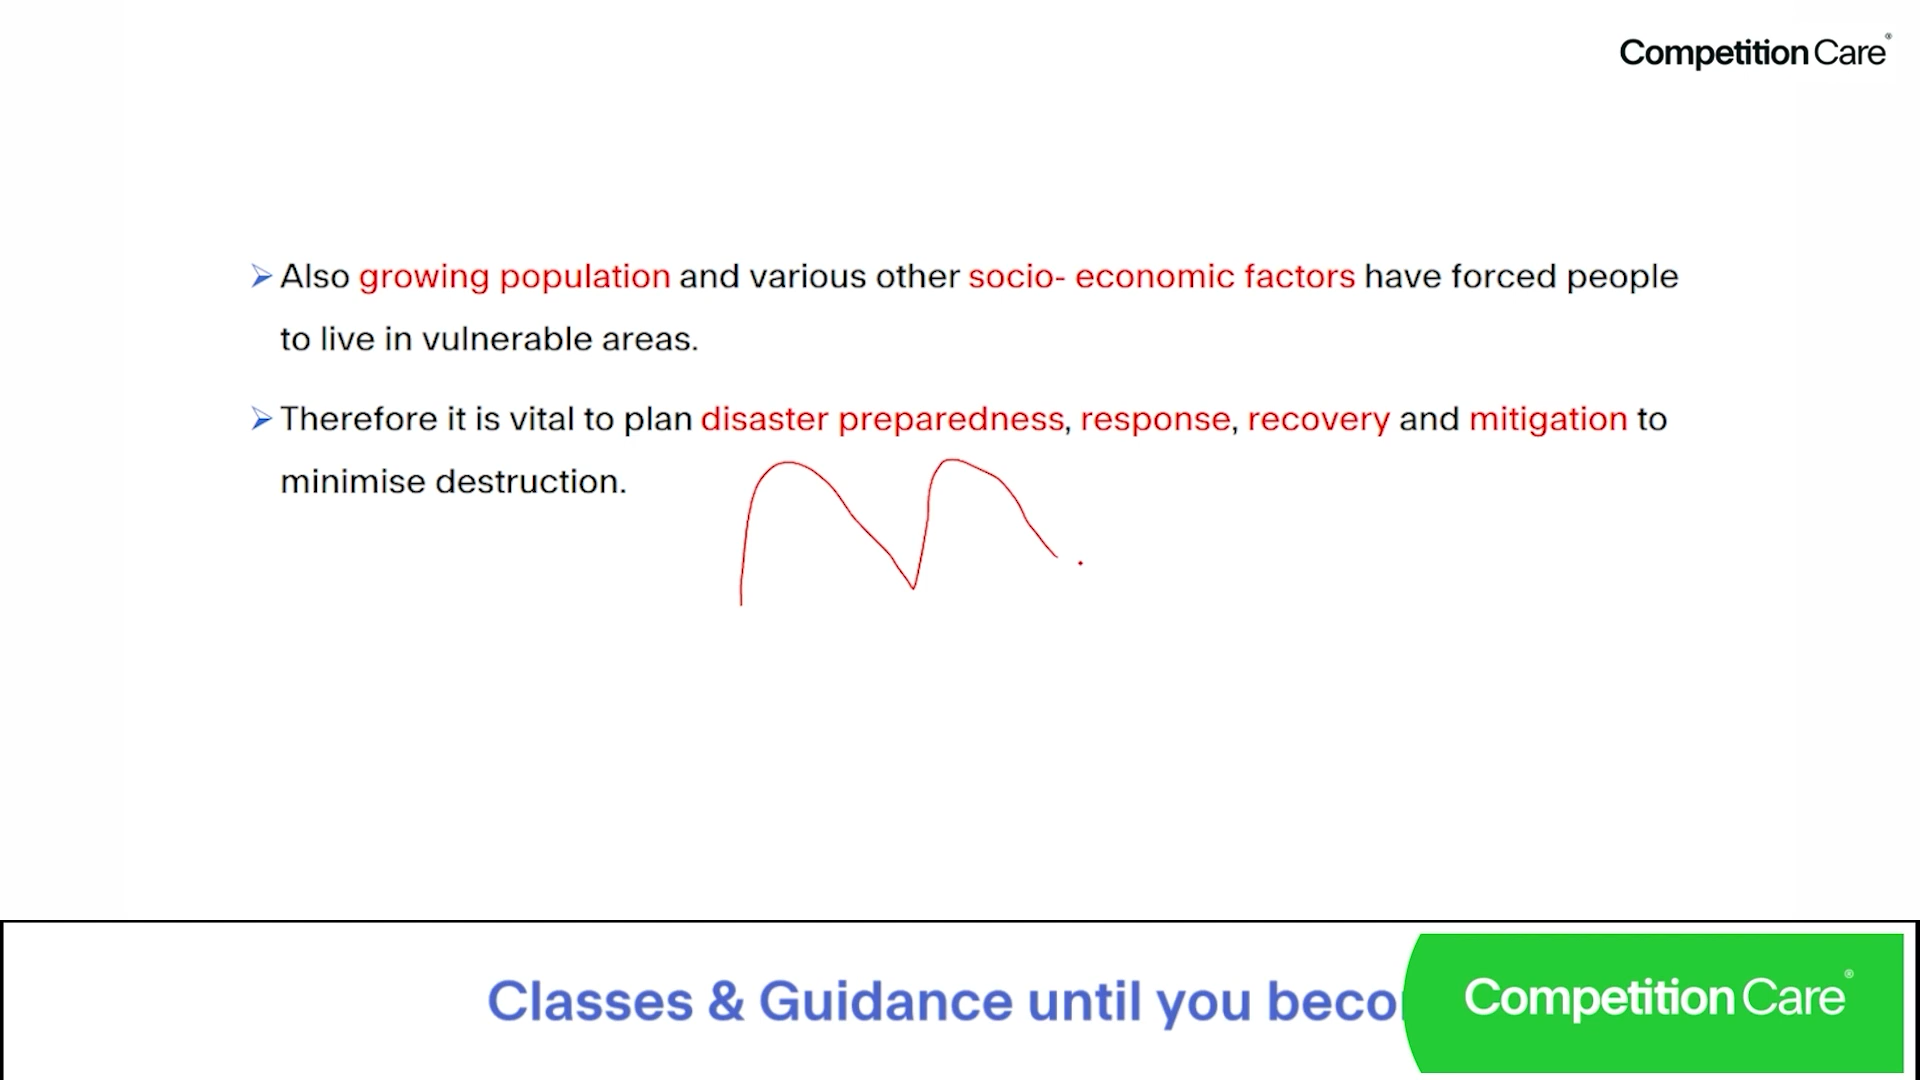 Competition Care®
➢ Also growing population and various other socio- economic factors have forced people
to live in vulnerable areas.
➢ Therefore it is vital to plan disaster preparedness, response, recovery and mitigation to
minimise destruction.
Classes & Guidance until you beco
Competition Care®